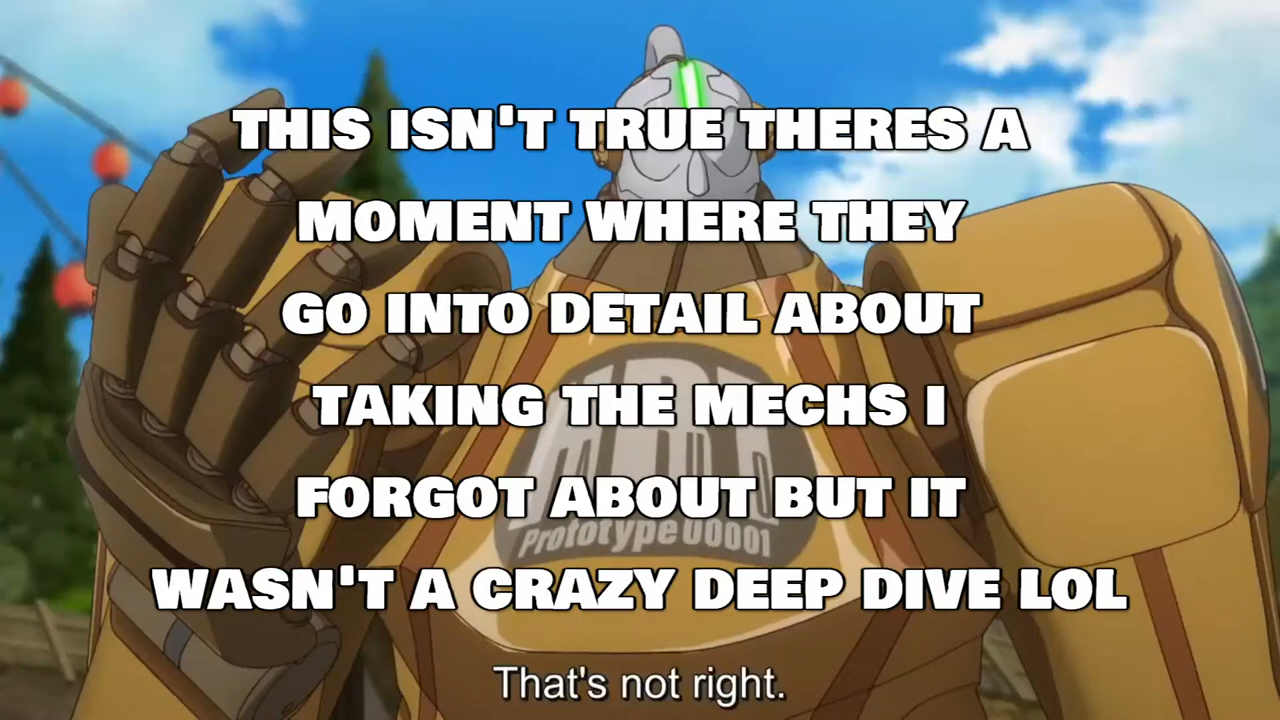 THIS ISN'T TRUE THERES A
MOMENT WHERE THEY
GO INTO DETAIL ABOUT
TAKING THE MECHS I
FORGOT ABOUT BUT IT
WASN'T A CRAZY DEEP DIVE LOL
Prototype 00001
That's not right.